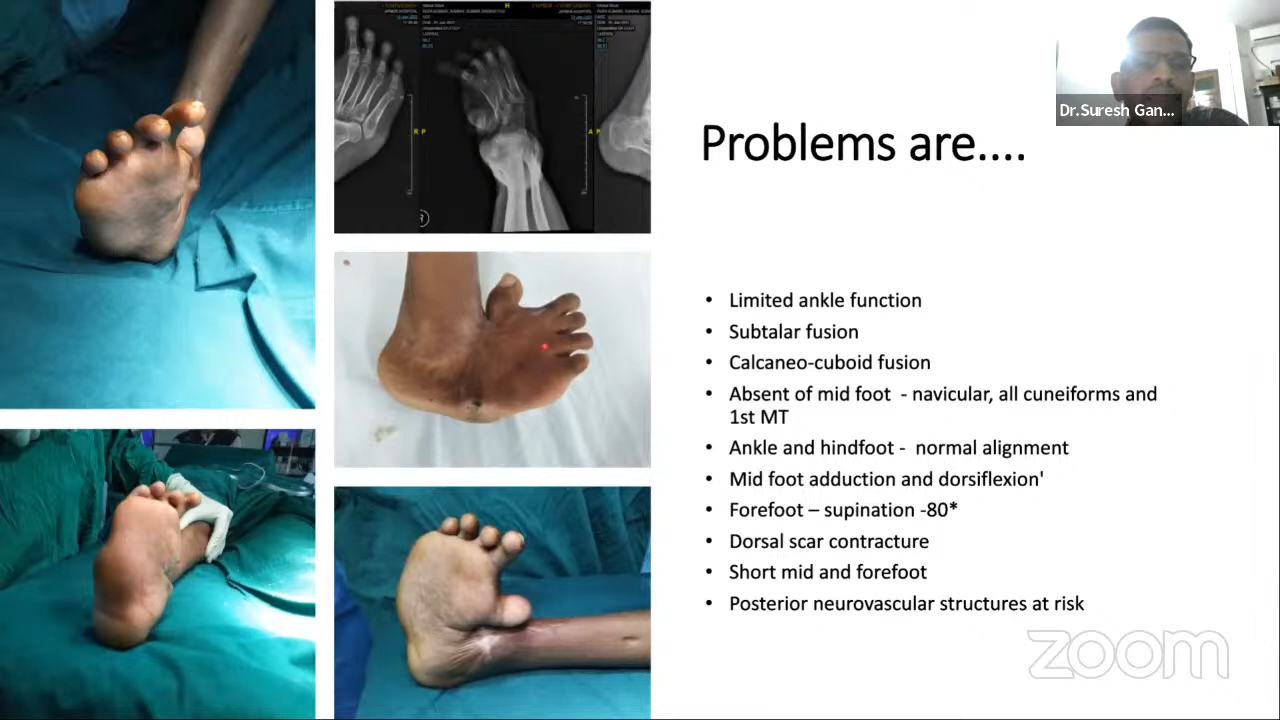 Dr.Suresh Gan...
Problems are....
• Limited ankle function
• Subtalar fusion
• Calcaneo-cuboid fusion
• Absent of mid foot - navicular, all cuneiforms and
1st MT
• Ankle and hindfoot - normal alignment
• Mid foot adduction and dorsiflexion'
• Forefoot – supination -80*
• Dorsal scar contracture
• Short mid and forefoot
• Posterior neurovascular structures at risk
zoom
H
R P
A P